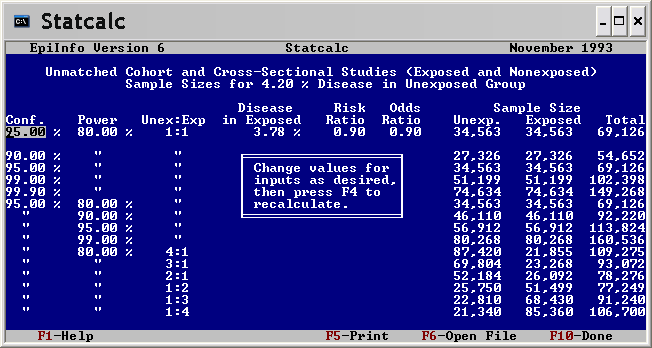 Statcalc
EpiInfo Version 6 Statcalc November 1993
Unmatched Cohort and Cross-Sectional Studies (Exposed and Nonexposed)
Sample Sizes for 4.20 % Disease in Unexposed Group
Disease Risk Odds Sample Size
Conf. Power Unex:Exp in Exposed Ratio Ratio Unexp. Exposed Total
95.00 % 80.00 % 1:1 3.78 % 0.90 0.90 34,563 34,563 69,126
90.00 % " " 27,326 27,326 54,652
95.00 % " " Change values for 34,563 34,563 69,126
99.00 % " " inputs as desired, 51,199 51,199 102,398
99.90 % " " then press F4 to 74,634 74,634 149,268
95.00 % 80.00 % " recalculate. 34,563 34,563 69,126
" 90.00 % " 46,110 46,110 92,220
" 95.00 % " 56,912 56,912 113,824
" 99.00 % " 80,268 80,268 160,536
" 80.00 % 4:1 87,420 21,855 109,275
" " 3:1 69,804 23,268 93,072
" " 2:1 52,184 26,092 78,276
" " 1:2 25,750 51,499 77,249
" " 1:3 22,810 68,430 91,240
" " 1:4 21,340 85,360 106,700
F1-Help F5-Print F6-Open File F10-Done